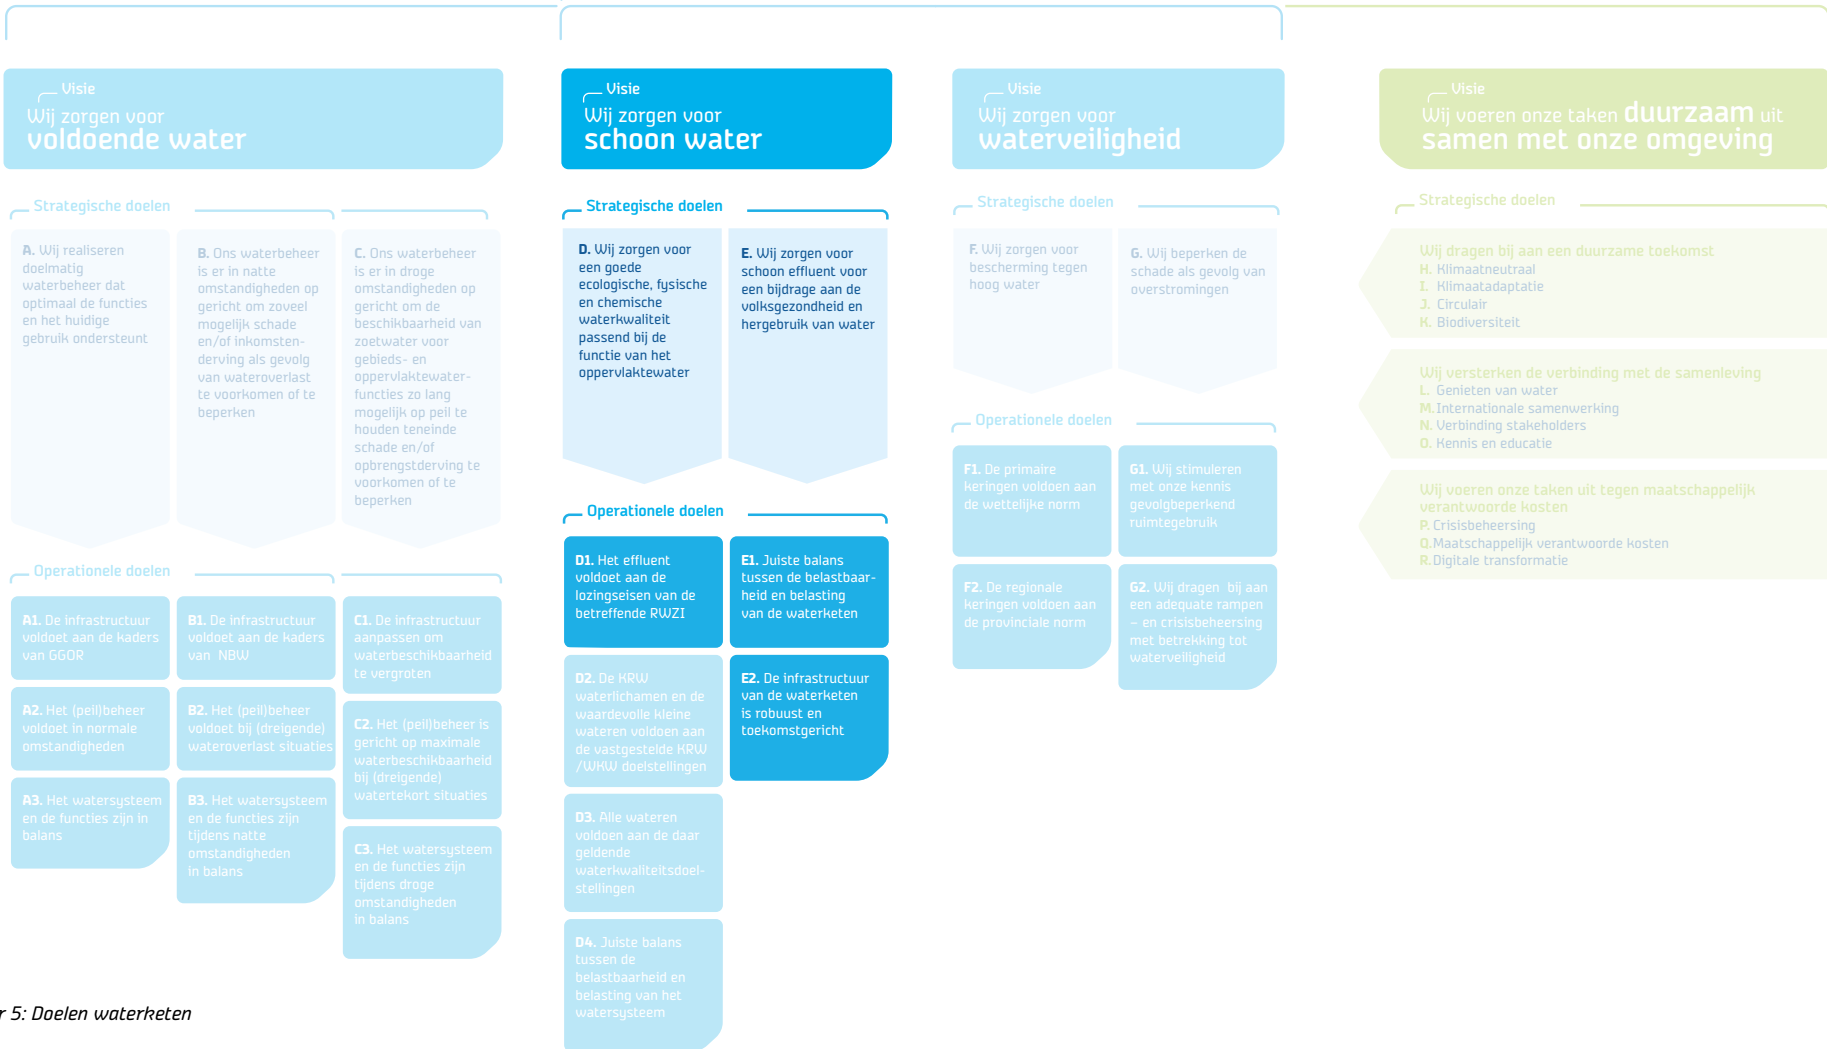 Visie
Wij zorgen voor
voldoende water
Strategische doelen
A. Wij realiseren
doelmatig
waterbeheer dat
optimaal de functies
en het huidige
gebruik ondersteunt
B. Ons waterbeheer
is er in natte
omstandigheden op
gericht om zoveel
mogelijk schade
en/of inkomsten-
derving als gevolg
van wateroverlast
te voorkomen of te
beperken
C. Ons waterbeheer
is er in droge
omstandigheden op
gericht om de
beschikbaarheid van
zoetwater voor
gebieds- en
oppervlaktewater-
functies zo lang
mogelijk op peil te
houden teneinde
schade en/of
opbrengstderving te
voorkomen of te
beperken
Operationele doelen
A1. De infrastructuur
voldoet aan de kaders
van GGOR
A2. Het (peil)beheer
voldoet in normale
omstandigheden
A3. Het watersysteem
en de functies zijn in
balans
B1. De infrastructuur
voldoet aan de kaders
van NBW
B2. Het (peil)beheer
voldoet bij (dreigende)
wateroverlast situaties
B3. Het watersysteem
en de functies zijn
tijdens natte
omstandigheden
in balans
C1. De infrastructuur
aanpassen om
waterbeschikbaarheid
te vergroten
C2. Het (peil)beheer is
gericht op maximale
waterbeschikbaarheid
bij (dreigende)
watertekort situaties
C3. Het watersysteem
en de functies zijn
tijdens droge
omstandigheden
in balans
Visie
Wij zorgen voor
schoon water
Strategische doelen
D. Wij zorgen voor
een goede
ecologische, fysische
en chemische
waterkwaliteit
passend bij de
functie van het
oppervlaktewater
E. Wij zorgen voor
schoon effluent voor
een bijdrage aan de
volksgezondheid en
hergebruik van water
Operationele doelen
D1. Het effluent
voldoet aan de
lozingseisen van de
betreffende RWZI
D2. De KRW
waterlichamen en de
waardevolle kleine
wateren voldoen aan
de vastgestelde KRW
/WKW doelstellingen
D3. Alle wateren
voldoen aan de daar
geldende
waterkwaliteitsdoel-
stellingen
D4. Juiste balans
tussen de
belastbaarheid en
belasting van het
watersysteem
E1. Juiste balans
tussen de belastbaar-
heid en belasting
van de waterketen
E2. De infrastructuur
van de waterketen
is robuust en
toekomstgericht
Visie
Wij zorgen voor
waterveiligheid
Strategische doelen
F. Wij zorgen voor
bescherming tegen
hoog water
G. Wij beperken de
schade als gevolg van
overstromingen
Operationele doelen
F1. De primaire
keringen voldoen aan
de wettelijke norm
F2. De regionale
keringen voldoen aan
de provinciale norm
G1. Wij stimuleren
met onze kennis
gevolgbeperkend
ruimtegebruik
G2. Wij dragen bij aan
een adequate rampen
– en crisisbeheersing
met betrekking tot
waterveiligheid
Visie
Wij voeren onze taken duurzaam uit
samen met onze omgeving
Strategische doelen
Wij dragen bij aan een duurzame toekomst
H. Klimaatneutraal
I. Klimaatadaptatie
J. Circulair
K. Biodiversiteit
Wij versterken de verbinding met de samenleving
L. Genieten van water
M. Internationale samenwerking
N. Verbinding stakeholders
O. Kennis en educatie
Wij voeren onze taken uit tegen maatschappelijk
verantwoorde kosten
P. Crisisbeheersing
Q. Maatschappelijk verantwoorde kosten
R. Digitale transformatie
r 5: Doelen waterketen